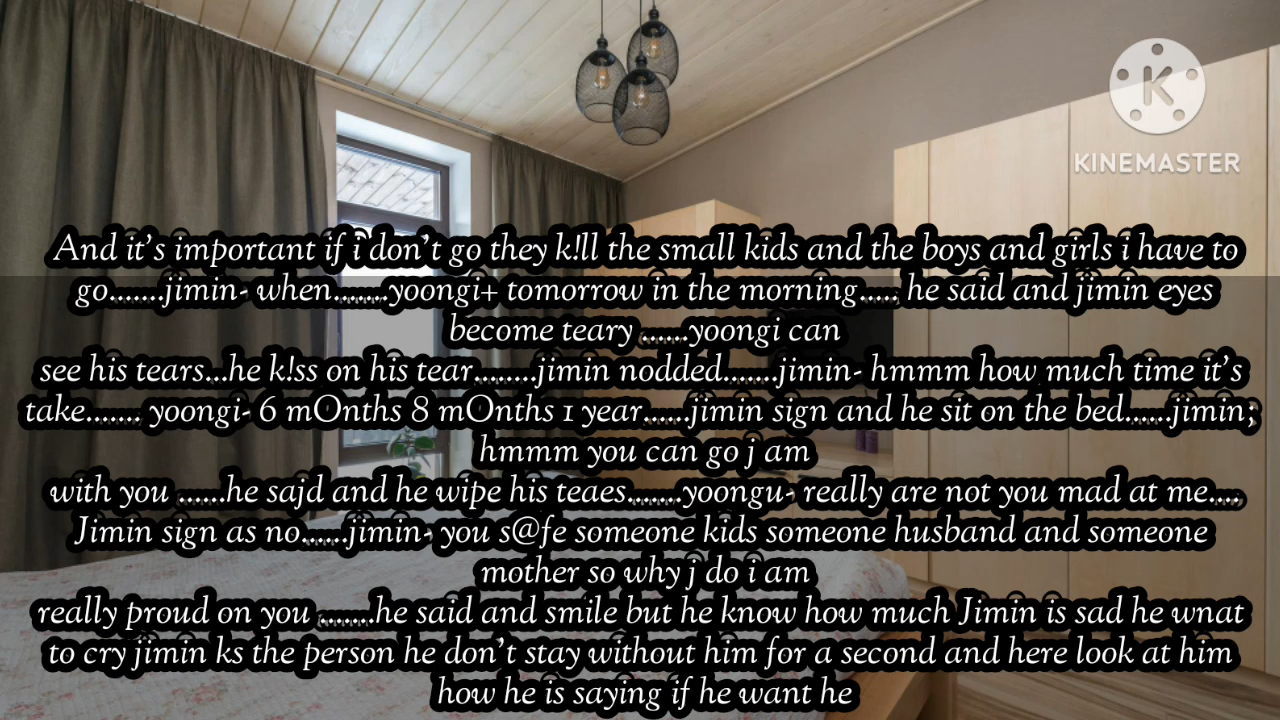 KINEMASTER
And it's important if i don't go they k!ll the small kids and the boys and girls i have to
go.......jimin- when.......yoongi+ tomorrow in the morning..... he said and jimin eyes
become teary ......yoongi can
see his tears...he k!ss on his tear.........jimin nodded.......jimin- hmmm how much time it's
take....... yoongi- 6 mOnths 8 mOnths 1 year......jimin sign and he sit on the bed......jimin;
hmmm you can go j am
with you ......he sajd and he wipe his teaes.......yoongu- really are not you mad at me....
Jimin sign as no......jimin- you s@fe someone kids someone husband and someone
mother so why j do i am
really proud on you .......he said and smile but he know how much Jimin is sad he wnat
to cry jimin ks the person he don't stay without him for a second and here look at him
how he is saying if he want he